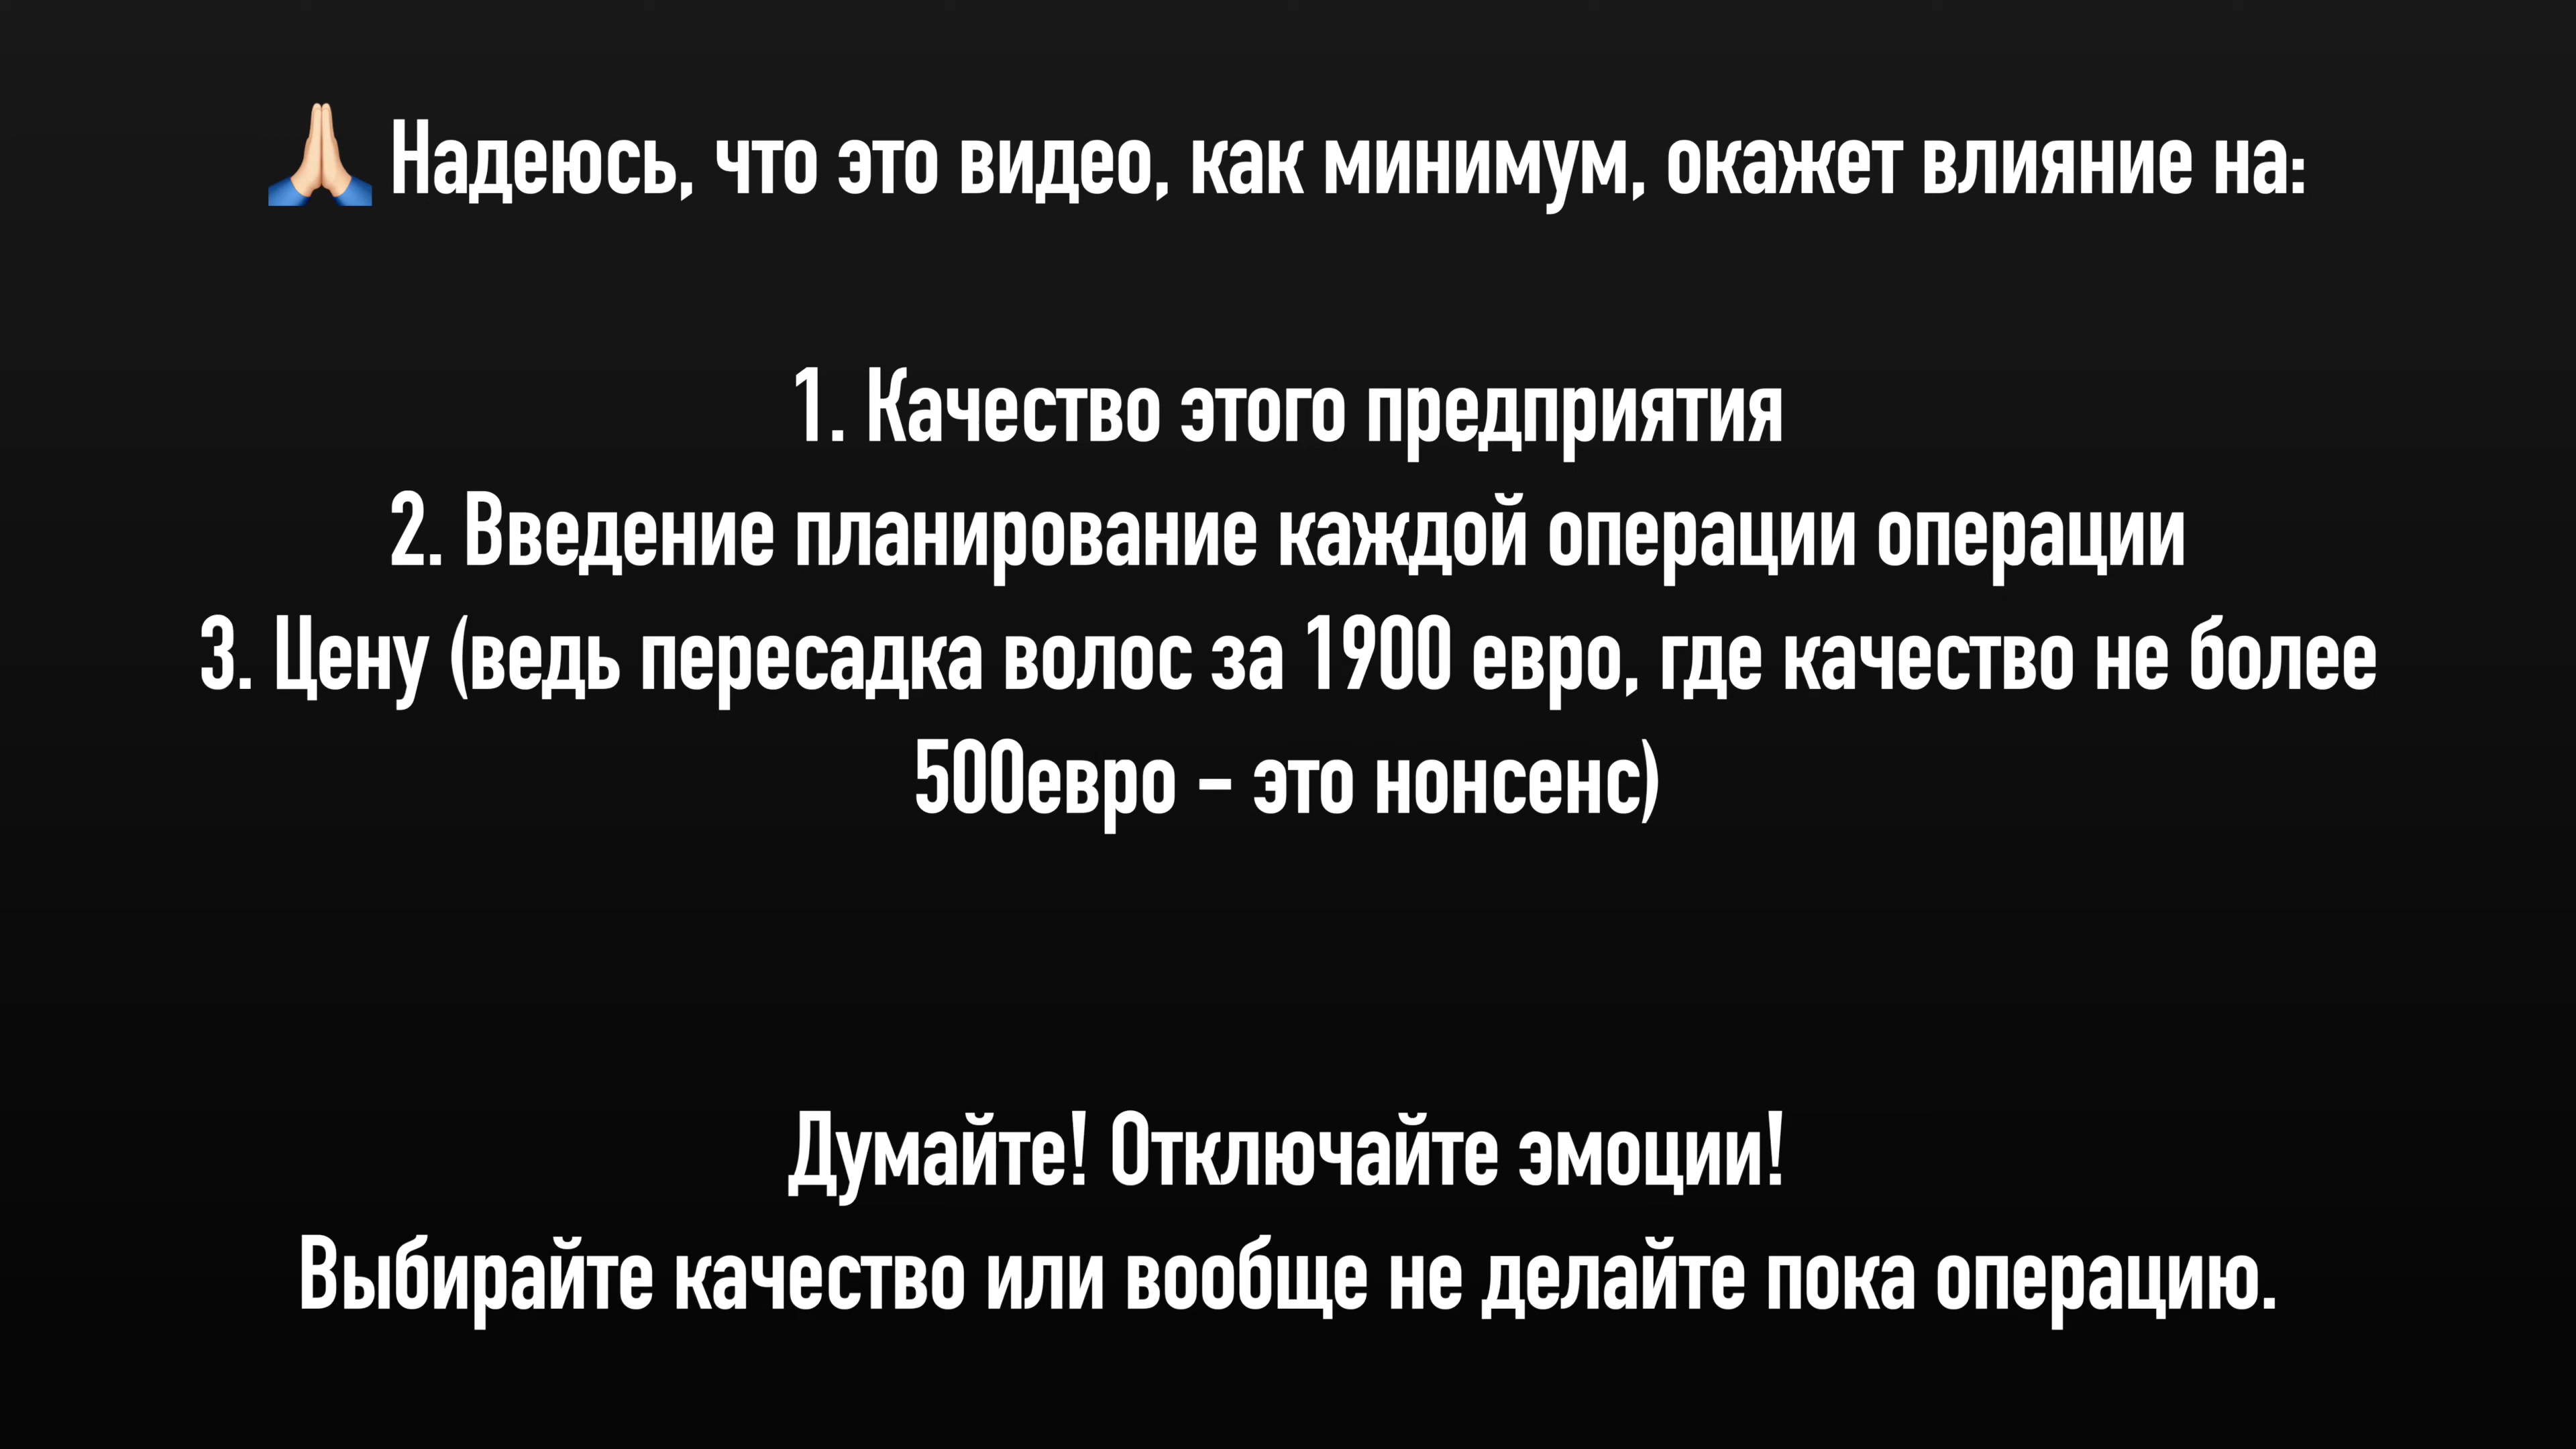 🙏🏻 Надеюсь, что это видео, как минимум, окажет влияние на:
1. Качество этого предприятия
2. Введение планирование каждой операции операции
3. Цену (ведь пересадка волос за 1900 евро, где качество не более
500евро – это нонсенс)
Думайте! Отключайте эмоции!
Выбирайте качество или вообще не делайте пока операцию.